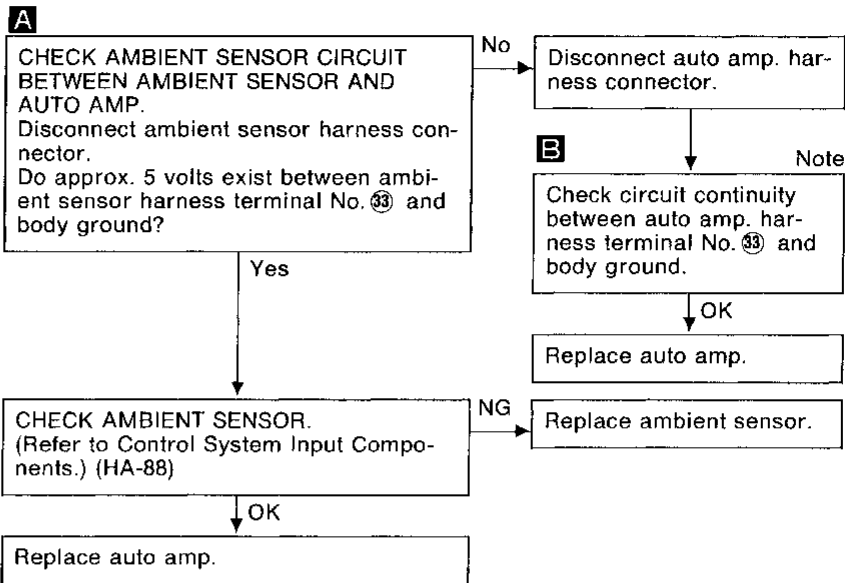 A
CHECK AMBIENT SENSOR CIRCUIT
BETWEEN AMBIENT SENSOR AND
AUTO AMP.
Disconnect ambient sensor harness con-
nector.
Do approx. 5 volts exist between ambi-
ent sensor harness terminal No. ㉝ and
body ground?
No
Disconnect auto amp. har-
ness connector.
B
Note
Check circuit continuity
between auto amp. har-
ness terminal No. ㉝ and
body ground.
OK
Replace auto amp.
Yes
CHECK AMBIENT SENSOR.
(Refer to Control System Input Compo-
nents.) (HA-88)
NG
Replace ambient sensor.
OK
Replace auto amp.